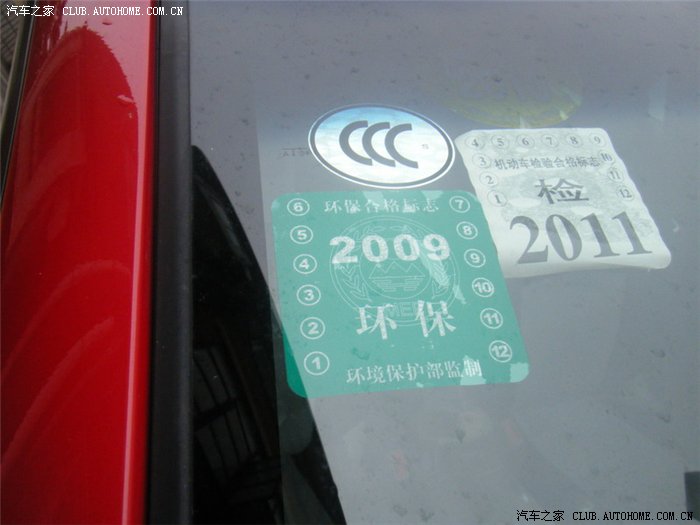 汽车之家 CLUB.AUTOHOME.COM.CN
CCC
S
4 5 6 7 8 9
3 机动车检验合格标志 10
2 检 11
1 2011 12
6 环保合格标志 7
5 2009 8
4 9
3 MEP 10
2 环保 11
1 12
环境保护部监制
汽车之家 CLUB.AUTOHOME.COM.CN